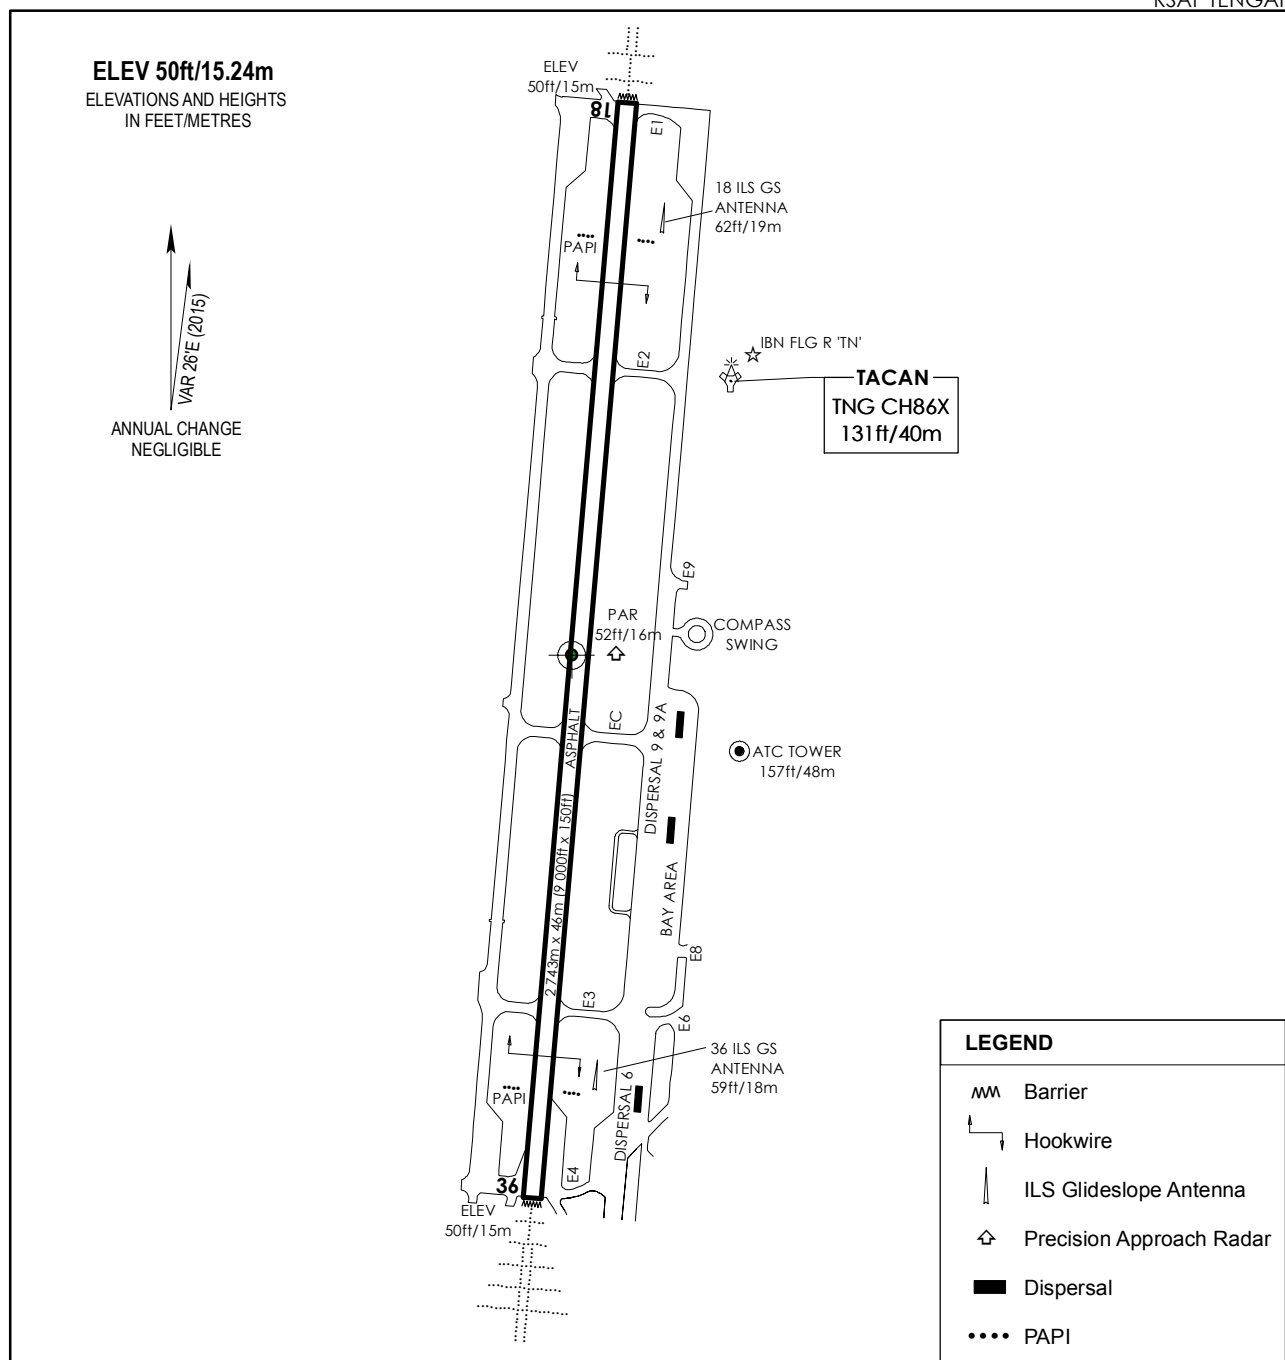 ELEV 50ft/15.24m
ELEVATIONS AND HEIGHTS
IN FEET/METRES
VAR 26'E (2015)
ANNUAL CHANGE
NEGLIGIBLE
ELEV
50ft/15m
18
E1
18 ILS GS
ANTENNA
62ft/19m
PAPI
E2
IBN FLG R 'TN'
TACAN
TNG CH86X
131ft/40m
E9
PAR
52ft/16m
COMPASS
SWING
EC
ASPHALT
2 743m x 46m (9 000ft x 150ft)
DISPERSAL 9 & 9A
ATC TOWER
157ft/48m
BAY AREA
E8
E3
E6
36 ILS GS
ANTENNA
59ft/18m
PAPI
DISPERSAL 6
E4
36
ELEV
50ft/15m
LEGEND
Barrier
Hookwire
ILS Glideslope Antenna
Precision Approach Radar
Dispersal
PAPI